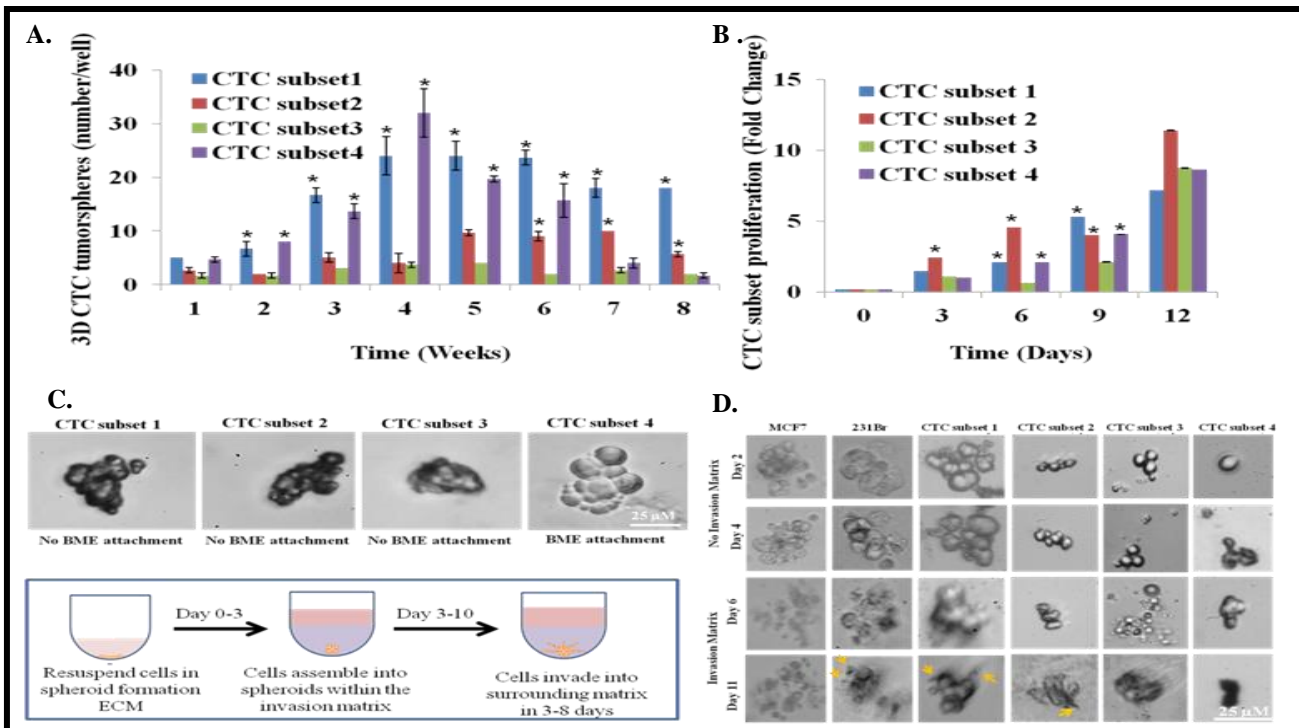 A.
3D CTC tumorspheres (number/well)
40
30
20
10
0
CTC subset1
CTC subset2
CTC subset3
CTC subset4
* * * * * * * * * * * * * *
1 2 3 4 5 6 7 8
Time (Weeks)
B .
CTC subset proliferation (Fold Change)
15
10
5
0
CTC subset 1
CTC subset 2
CTC subset 3
CTC subset 4
* * * * * * *
0 3 6 9 12
Time (Days)
C.
CTC subset 1 CTC subset 2 CTC subset 3 CTC subset 4
25 µM
No BME attachment No BME attachment No BME attachment BME attachment
Day 0-3 Day 3-10
Resuspend cells in
spheroid formation
ECM
Cells assemble into
spheroids within the
invasion matrix
Cells invade into
surrounding matrix
in 3-8 days
D.
MCF7 231Br CTC subset 1 CTC subset 2 CTC subset 3 CTC subset 4
No Invasion Matrix
Day 2
Day 4
Invasion Matrix
Day 6
Day 11
25 µM